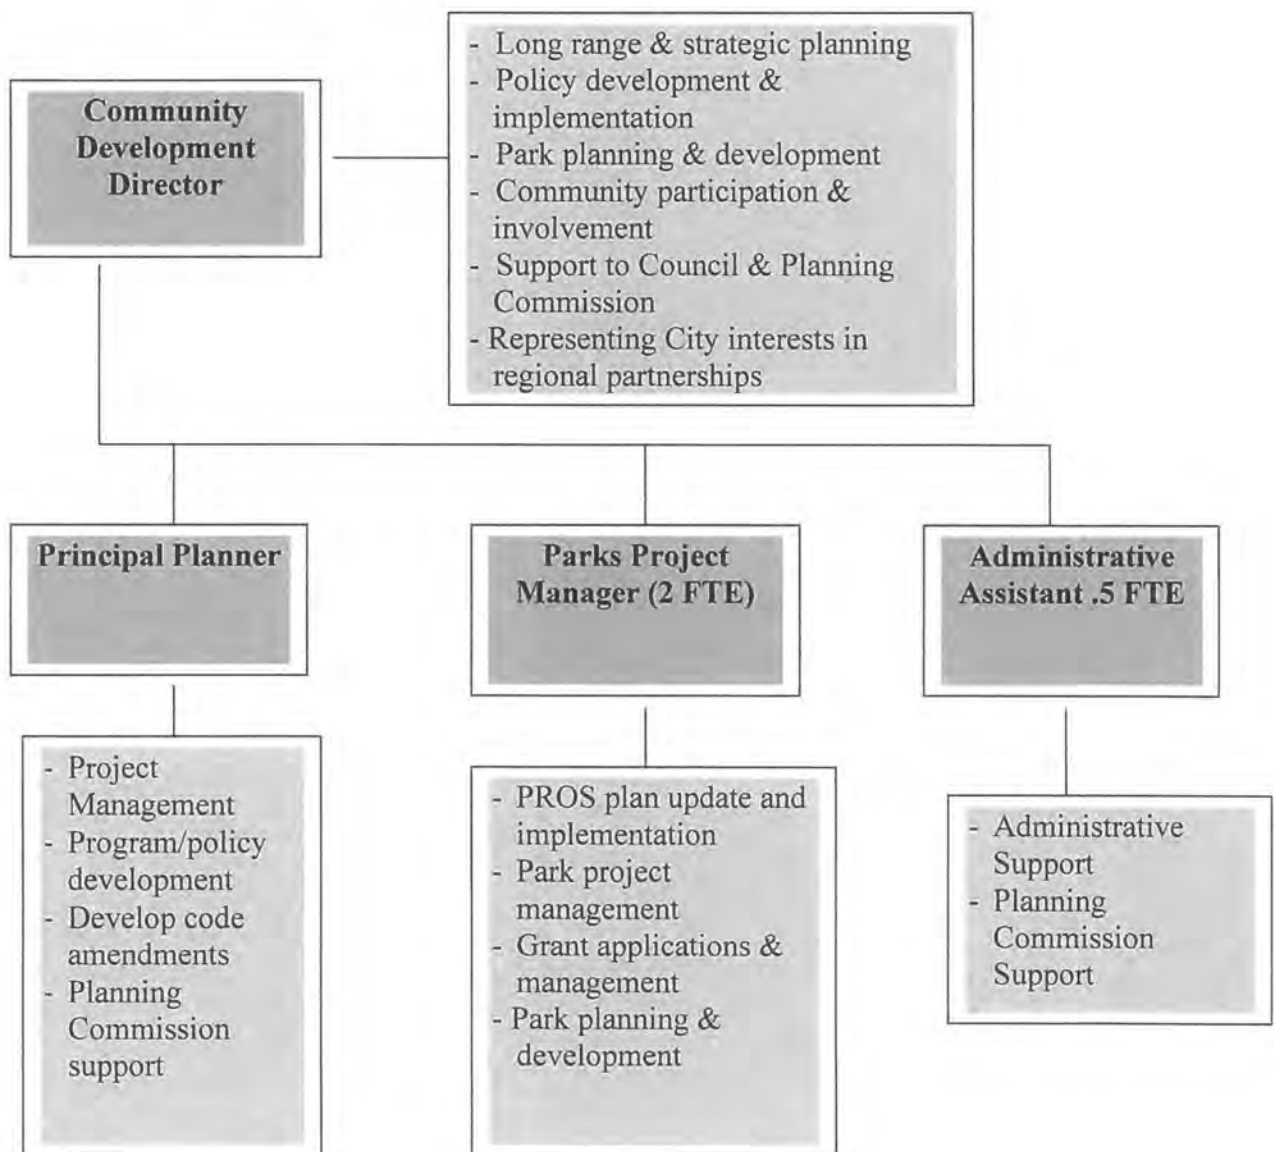 Community
Development
Director
- Long range & strategic planning
- Policy development &
implementation
- Park planning & development
- Community participation &
involvement
- Support to Council & Planning
Commission
- Representing City interests in
regional partnerships
Principal Planner
Parks Project
Manager (2 FTE)
Administrative
Assistant .5 FTE
- Project
Management
- Program/policy
development
- Develop code
amendments
- Planning
Commission
support
- PROS plan update and
implementation
- Park project
management
- Grant applications &
management
- Park planning &
development
- Administrative
Support
- Planning
Commission
Support